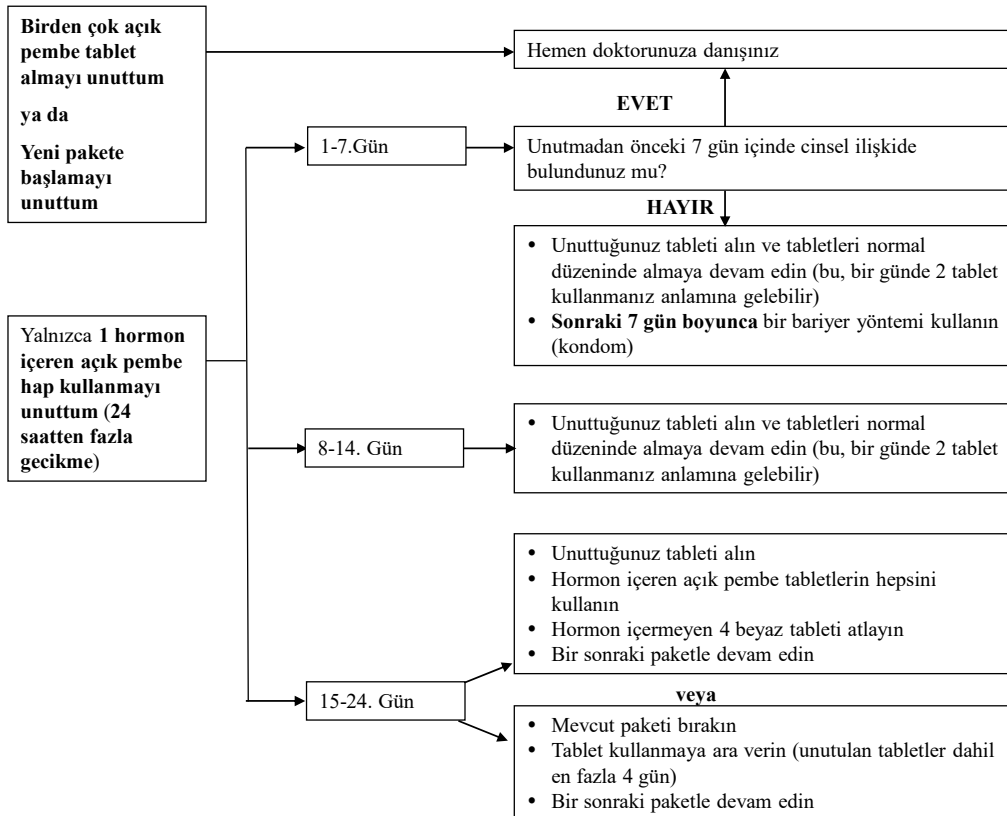 Birden çok açık
pembe tablet
almayı unuttum
ya da
Yeni pakete
başlamayı
unuttum
Hemen doktorunuza danışınız
EVET
1-7.Gün
Unutmadan önceki 7 gün içinde cinsel ilişkide
bulundunuz mu?
HAYIR
• Unuttuğunuz tableti alın ve tabletleri normal
düzeninde almaya devam edin (bu, bir günde 2 tablet
kullanmanız anlamına gelebilir)
• Sonraki 7 gün boyunca bir bariyer yöntemi kullanın
(kondom)
Yalnızca 1 hormon
içeren açık pembe
hap kullanmayı
unuttum (24
saatten fazla
gecikme)
8-14. Gün
• Unuttuğunuz tableti alın ve tabletleri normal
düzeninde almaya devam edin (bu, bir günde 2 tablet
kullanmanız anlamına gelebilir)
15-24. Gün
• Unuttuğunuz tableti alın
• Hormon içeren açık pembe tabletlerin hepsini
kullanın
• Hormon içermeyen 4 beyaz tableti atlayın
• Bir sonraki paketle devam edin
veya
• Mevcut paketi bırakın
• Tablet kullanmaya ara verin (unutulan tabletler dahil
en fazla 4 gün)
• Bir sonraki paketle devam edin